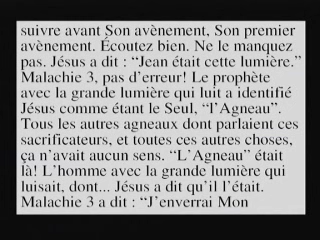 suivre avant Son avènement, Son premier
avènement. Écoutez bien. Ne le manquez
pas. Jésus a dit : “Jean était cette lumière.”
Malachie 3, pas d’erreur! Le prophète
avec la grande lumière qui luit a identifié
Jésus comme étant le Seul, “l’Agneau”.
Tous les autres agneaux dont parlaient ces
sacrificateurs, et toutes ces autres choses,
ça n’avait aucun sens. “L’Agneau” était
là! L’homme avec la grande lumière qui
luisait, dont... Jésus a dit qu’il l’était.
Malachie 3 a dit : “J’enverrai Mon